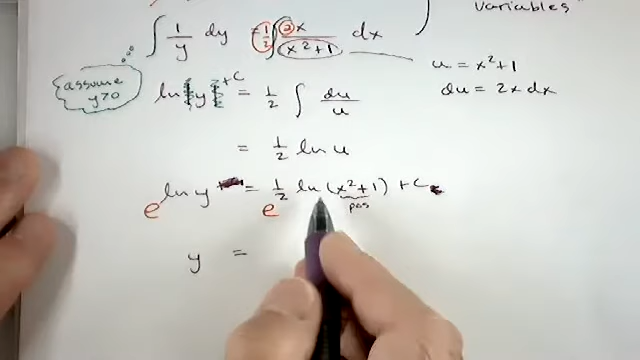 variables"
∫ 1/y dy = 1/2 ∫ 2x/(x²+1) dx
u = x²+1
assume y>0
ln |y| +C = 1/2 ∫ du/u
du = 2x dx
= 1/2 ln u
e^(ln y) = e^(1/2 ln (x²+1) + C)
pos
y =